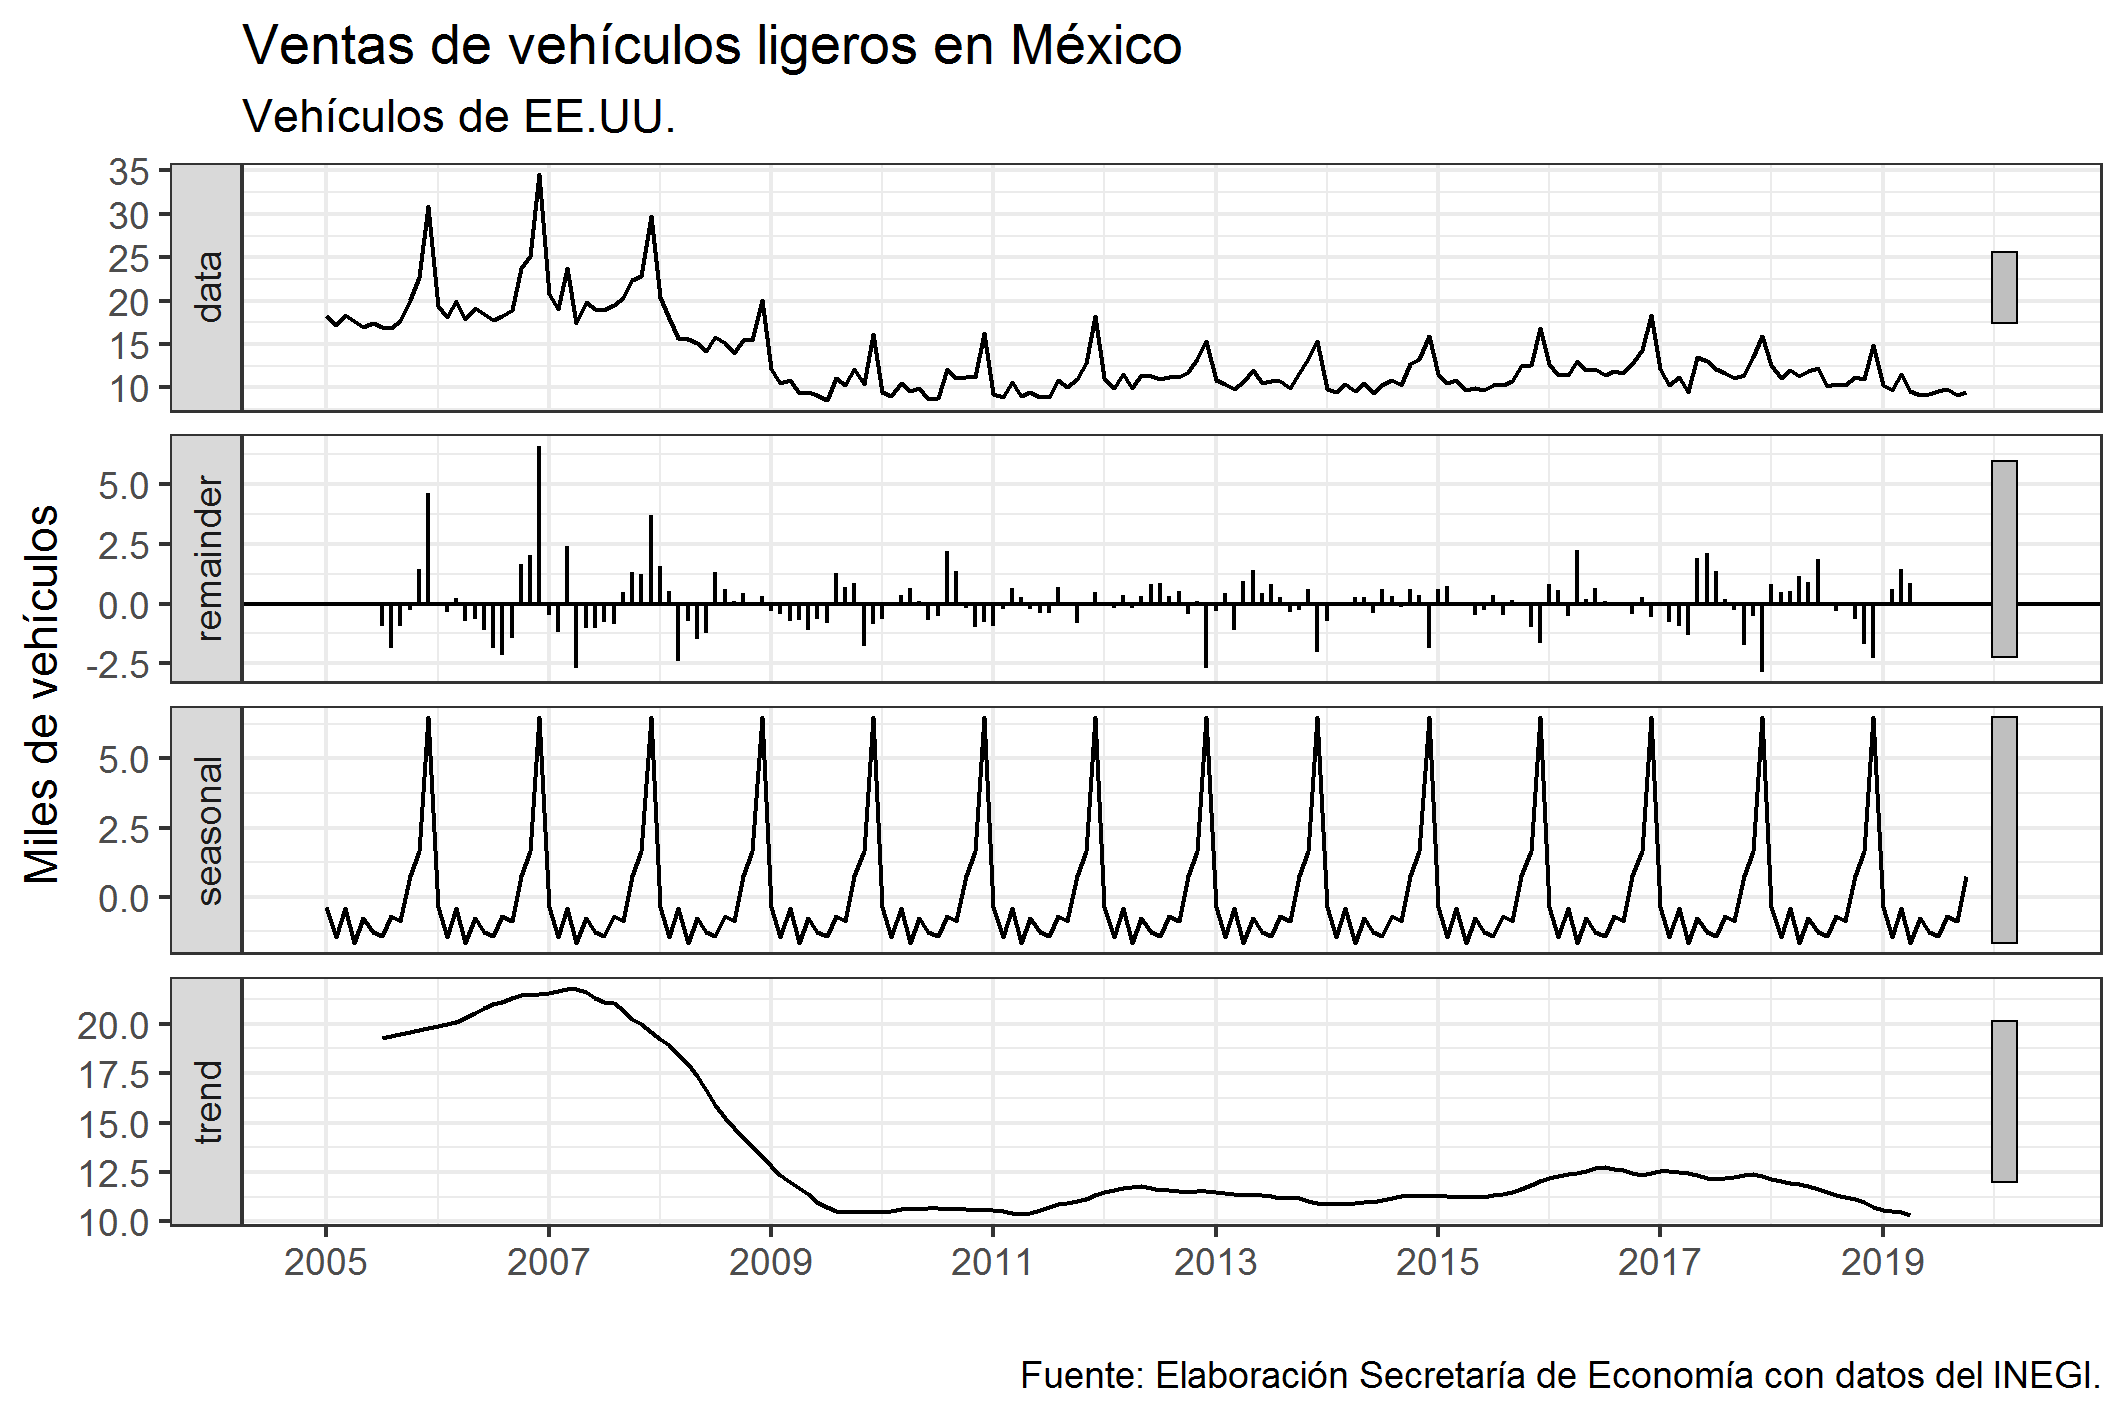 Ventas de vehículos ligeros en México
Vehículos de EE.UU.
Miles de vehículos
data
35
30
25
20
15
10
remainder
5.0
2.5
0.0
-2.5
seasonal
5.0
2.5
0.0
trend
20.0
17.5
15.0
12.5
10.0
2005 2007 2009 2011 2013 2015 2017 2019
Fuente: Elaboración Secretaría de Economía con datos del INEGI.